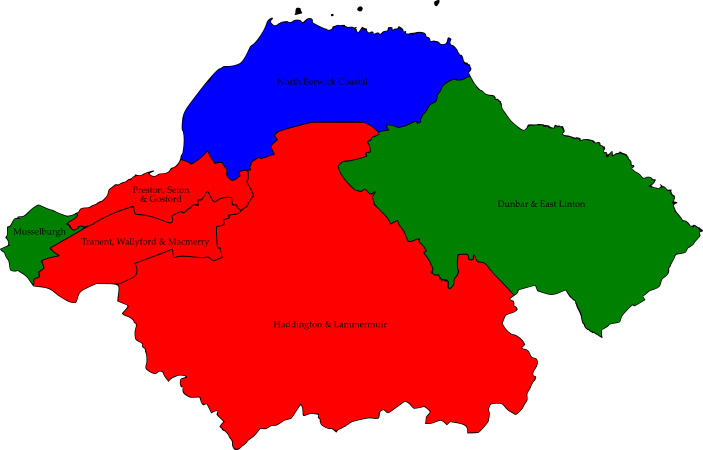 North Berwick Coastal
Preston, Seton
& Gosford
Dunbar & East Linton
Musselburgh
Tranent, Wallyford & Macmerry
Haddington & Lammermuir